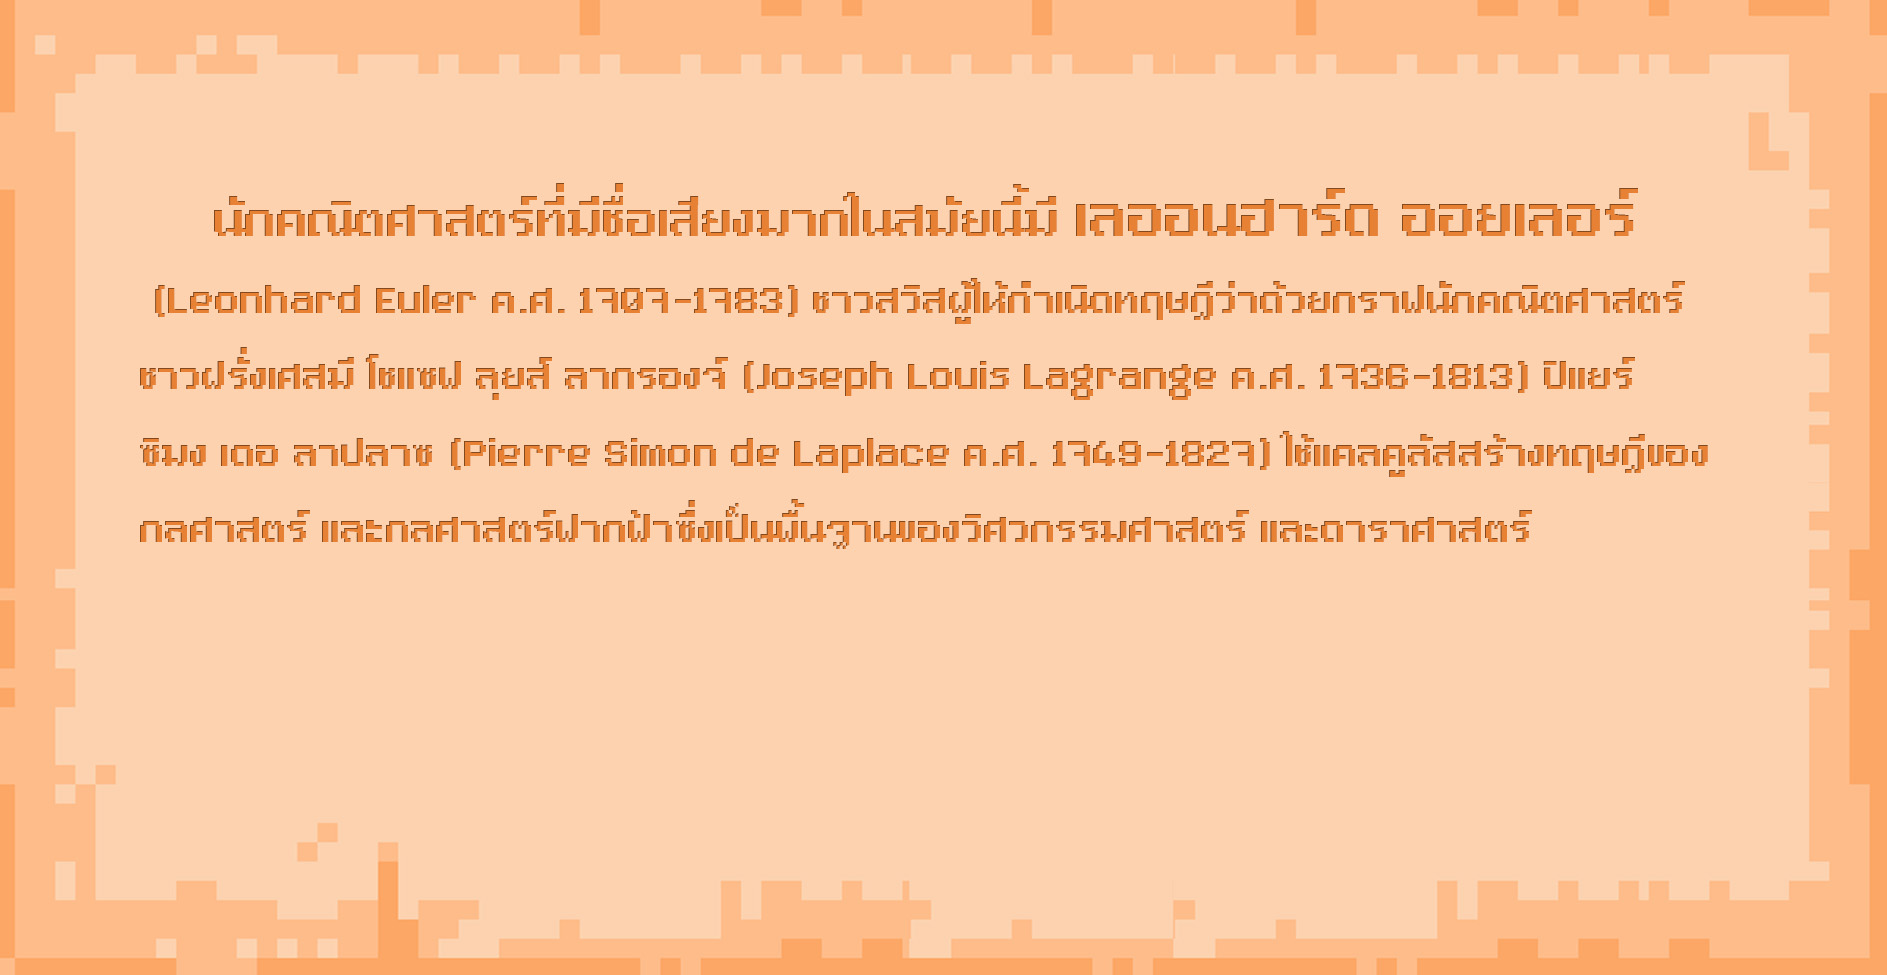 นักคณิตศาสตร์ที่มีชื่อเสียงมากในสมัยนี้มี เลออนฮาร์ด ออยเลอร์
(Leonhard Euler ค.ศ. 1707-1783) ชาวสวิสผู้ให้กำเนิดทฤษฎีว่าด้วยกราฟนักคณิตศาสตร์
ชาวฝรั่งเศสมี โชแซฟ ลุยส์ ลากรองจ์ (Joseph Louis Lagrange ค.ศ. 1736-1813) ปิแยร์
ซิมง เดอ ลาปลาซ (Pierre Simon de Laplace ค.ศ. 1749-1827) ใช้แคลคูลัสสร้างทฤษฎีของ
กลศาสตร์ และกลศาสตร์ฟากฟ้าซึ่งเป็นพื้นฐานของวิศวกรรมศาสตร์ และดาราศาสตร์